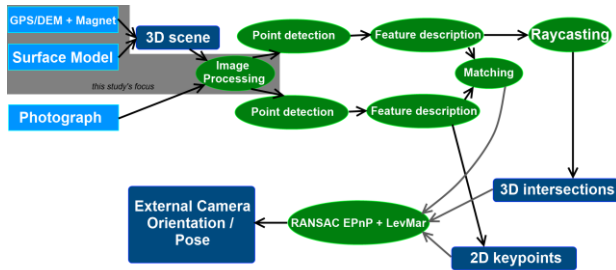 GPS/DEM + Magnet
3D scene
Surface Model
Image
Processing
this study's focus
Photograph
Point detection
Feature description
Raycasting
Matching
Point detection
Feature description
3D intersections
External Camera
Orientation /
Pose
RANSAC EPnP + LevMar
2D keypoints